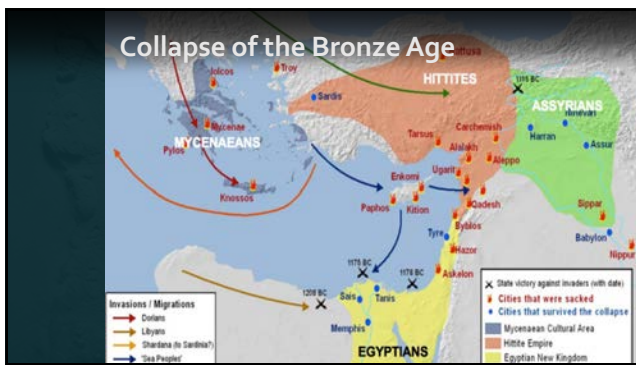 Collapse of the Bronze Age
Troy
Iolcos
HITTITES
1195 BC
Sardis
ASSYRIANS
Ninevah
Mycenae
MYCENAEANS
Tarsus
Carchemish
Harran
Assur
Pylos
Alalakh
Aleppo
Ugarit
Enkomi
Knossos
Paphos
Kition
Qadesh
Sippar
Byblos
Tyre
Babylon
Nippur
Hazor
1175 BC
1178 BC
Askelon
1208 BC
Sais
Tanis
Memphis
EGYPTIANS
Invasions / Migrations
Dorians
Libyans
Shardana (to Sardinia?)
'Sea Peoples'
State victory against invaders (with date)
Cities that were sacked
Cities that survived the collapse
Mycenaean Cultural Area
Hittite Empire
Egyptian New Kingdom